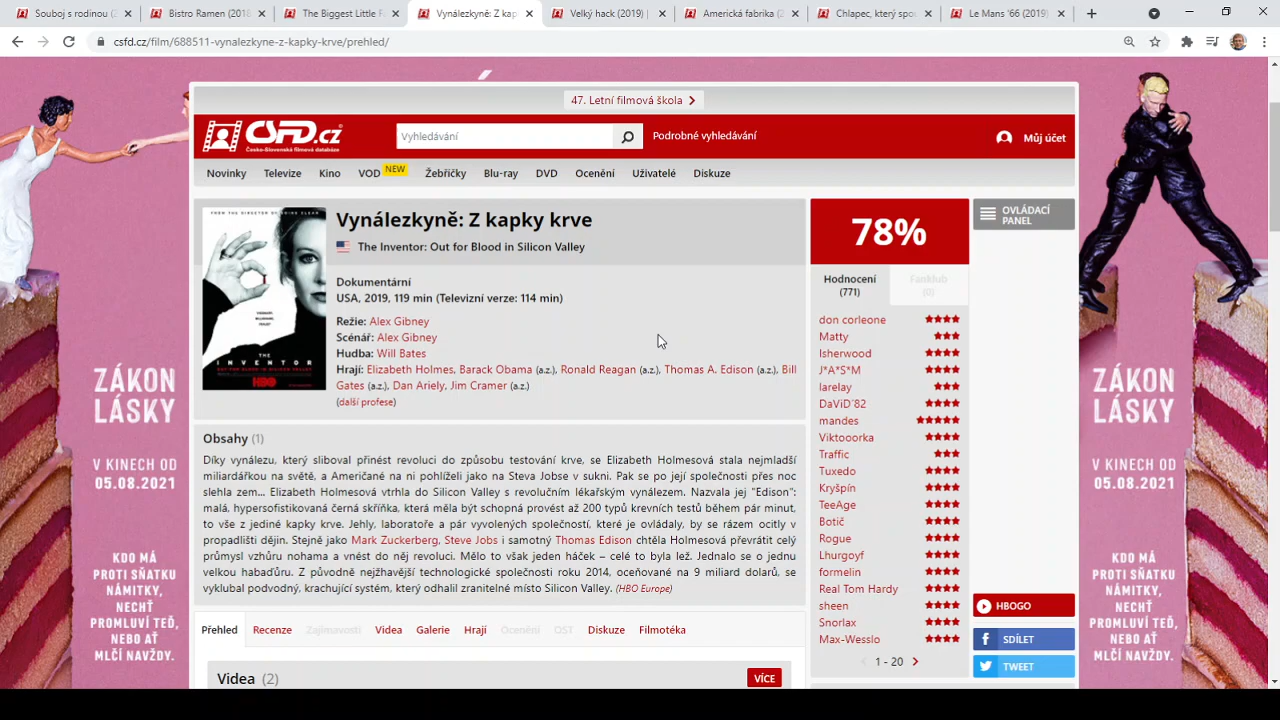 Souboj s rodinou (2
Bistro Ramen (2018
The Biggest Little F
Vynálezkyně: Z kap
Velký hack (2019) |
Americká fabrika (2
Chlapec, který spo
Le Mans '66 (2019)
csfd.cz/film/688511-vynalezkyne-z-kapky-krve/prehled/
47. Letní filmová škola
ČSFD.cz
Česko-Slovenská filmová databáze
Vyhledávání
Podrobné vyhledávání
Můj účet
Novinky Televize Kino VOD NEW Žebříčky Blu-ray DVD Ocenění Uživatelé Diskuze
FROM THE DIRECTOR OF GOING CLEAR
THE
INVENTOR
OUT FOR BLOOD IN SILICON VALLEY
HBO
Vynálezkyně: Z kapky krve
The Inventor: Out for Blood in Silicon Valley
Dokumentární
USA, 2019, 119 min (Televizní verze: 114 min)
Režie: Alex Gibney
Scénář: Alex Gibney
Hudba: Will Bates
Hrají: Elizabeth Holmes, Barack Obama (a.z.), Ronald Reagan (a.z.), Thomas A. Edison (a.z.), Bill
Gates (a.z.), Dan Ariely, Jim Cramer (a.z.)
(další profese)
Obsahy (1)
Díky vynálezu, který sliboval přinést revoluci do způsobu testování krve, se Elizabeth Holmesová stala nejmladší
miliardářkou na světě, a Američané na ni pohlíželi jako na Steva Jobse v sukni. Pak se po její společnosti přes noc
slehla zem... Elizabeth Holmesová vtrhla do Silicon Valley s revolučním lékařským vynálezem. Nazvala jej "Edison":
malá, hypersofistikovaná černá skříňka, která měla být schopná provést až 200 typů krevních testů během pár minut,
to vše z jediné kapky krve. Jehly, laboratoře a pár vyvolených společností, které je ovládaly, by se rázem ocitly v
propadlišti dějin. Stejně jako Mark Zuckerberg, Steve Jobs i samotný Thomas Edison chtěla Holmesová převrátit celý
průmysl vzhůru nohama a vnést do něj revoluci. Mělo to však jeden háček – celé to byla lež. Jednalo se o jednu
velkou habaďůru. Z původně nejžhavější technologické společnosti roku 2014, oceňované na 9 miliard dolarů, se
vyklubal podvodný, krachující systém, který odhalil zranitelné místo Silicon Valley. (HBO Europe)
Přehled Recenze Zajímavosti Videa Galerie Hrají Ocenění OST Diskuze Filmotéka
Videa (2)
VÍCE
78%
Hodnocení
(771)
Fanklub
(0)
don corleone
Matty
Isherwood
J*A*S*M
larelay
DaViD´82
mandes
Viktooorka
Traffic
Tuxedo
Kryšpín
TeeAge
Botič
Rogue
Lhurgoyf
formelin
Real Tom Hardy
sheen
Snorlax
Max-Wesslo
1 - 20
OVLÁDACÍ
PANEL
HBOGO
SDÍLET
TWEET
ZÁKON
LÁSKY
V KINECH OD
05.08.2021
KDO MÁ
PROTI SŇATKU
NÁMITKY,
NECHŤ
PROMLUVÍ TEĎ,
NEBO AŤ
MLČÍ NAVŽDY.
ZÁKON
LÁSKY
V KINECH OD
05.08.2021
KDO MÁ
PROTI SŇATKU
NÁMITKY,
NECHŤ
PROMLUVÍ TEĎ,
NEBO AŤ
MLČÍ NAVŽDY.